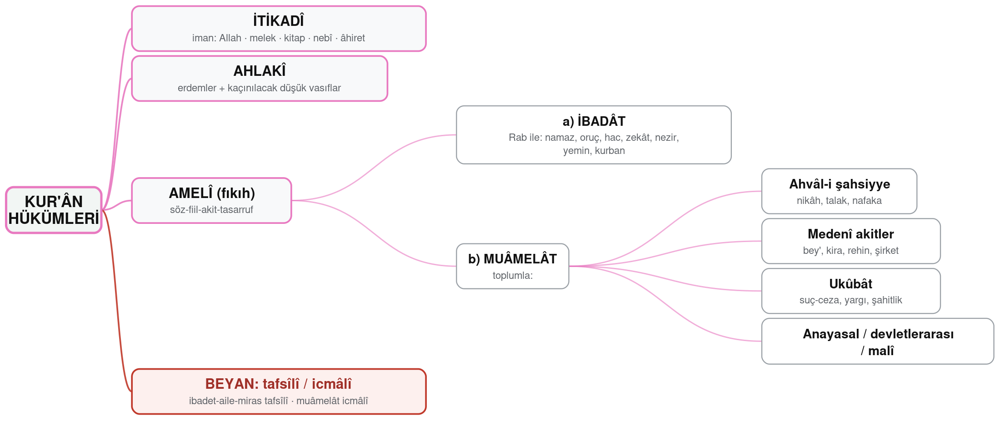 KUR'ÂN
HÜKÜMLERİ
İTİKADÎ
iman: Allah · melek · kitap · nebî · âhiret
AHLAKÎ
erdemler + kaçınılacak düşük vasıflar
AMELÎ (fıkıh)
söz-fiil-akit-tasarruf
a) İBADÂT
Rab ile: namaz, oruç, hac, zekât, nezir,
yemin, kurban
b) MUÂMELÂT
toplumla:
Ahvâl-i şahsiyye
nikâh, talak, nafaka
Medenî akitler
bey', kira, rehin, şirket
Ukûbât
suç-ceza, yargı, şahitlik
Anayasal / devletlerarası
/ malî
BEYAN: tafsîlî / icmâlî
ibadet-aile-miras tafsîlî · muâmelât icmâlî